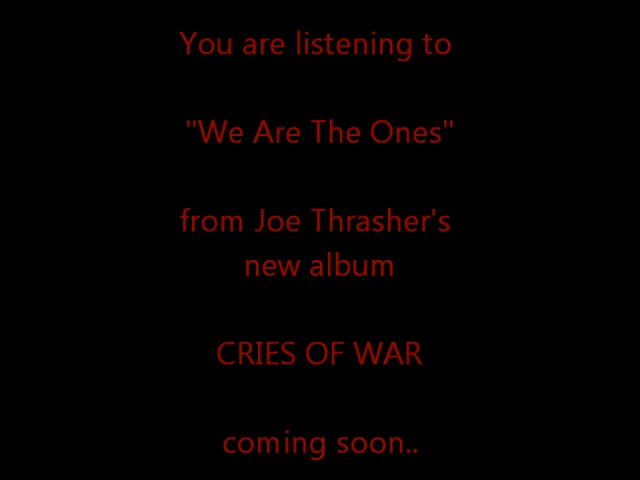 You are listening to
"We Are The Ones"
from Joe Thrasher's
new album
CRIES OF WAR
coming soon..